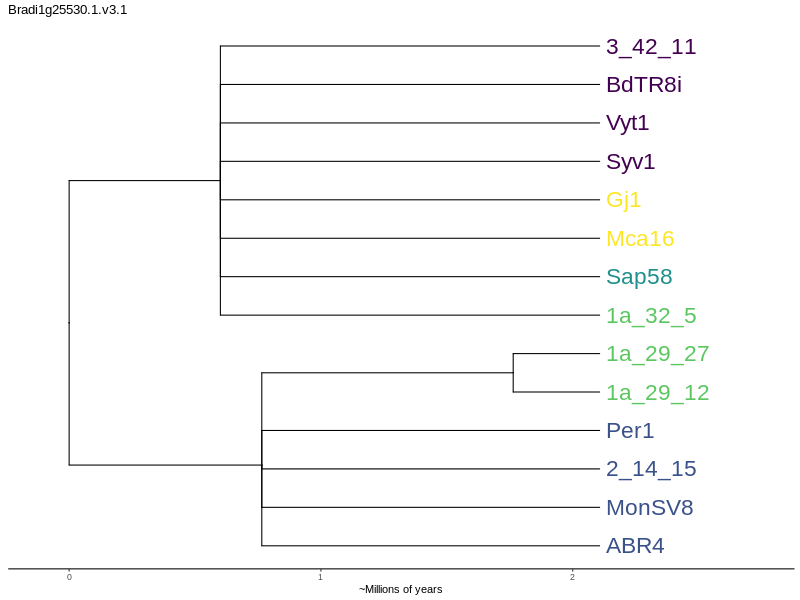 Bradi1g25530.1.v3.1
3_42_11
BdTR8i
Vyt1
Syv1
Gj1
Mca16
Sap58
1a_32_5
1a_29_27
1a_29_12
Per1
2_14_15
MonSV8
ABR4
0 1 2
~Millions of years